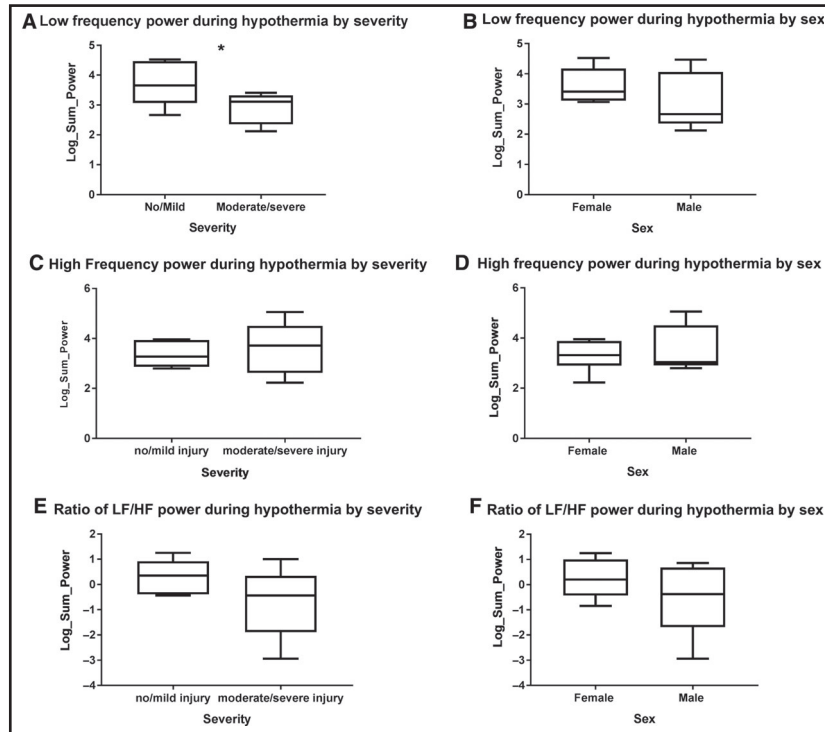 A Low frequency power during hypothermia by severity
*
Log_Sum_Power
5
4
3
2
1
0
No/Mild Moderate/severe
Severity
B Low frequency power during hypothermia by sex
Log_Sum_Power
5
4
3
2
1
0
Female Male
Sex
C High Frequency power during hypothermia by severity
Log_Sum_Power
6
4
2
0
no/mild injury moderate/severe injury
Severity
D High frequency power during hypothermia by sex
Log_Sum_Power
6
4
2
0
Female Male
Sex
E Ratio of LF/HF power during hypothermia by severity
Log_Sum_Power
2
1
0
−1
−2
−3
−4
no/mild injury moderate/severe injury
Severity
F Ratio of LF/HF power during hypothermia by sex
Log_Sum_Power
2
1
0
−1
−2
−3
−4
Female Male
Sex